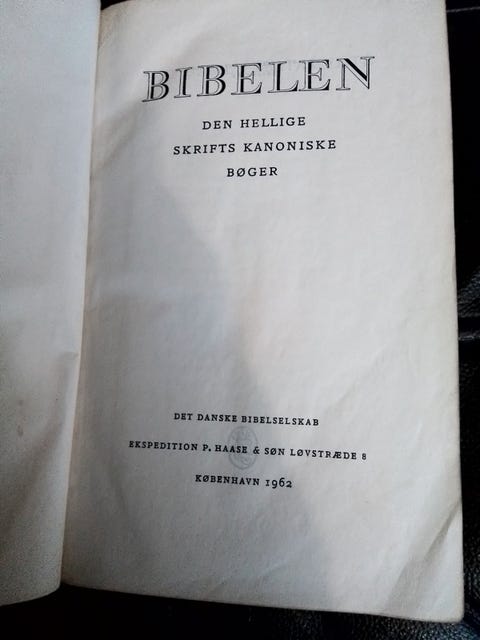 BIBELEN
DEN HELLIGE
SKRIFTS KANONISKE
BØGER
DET DANSKE BIBELSELSKAB
EKSPEDITION P. HAASE & SØN LØVSTRÆDE 8
KØBENHAVN 1962